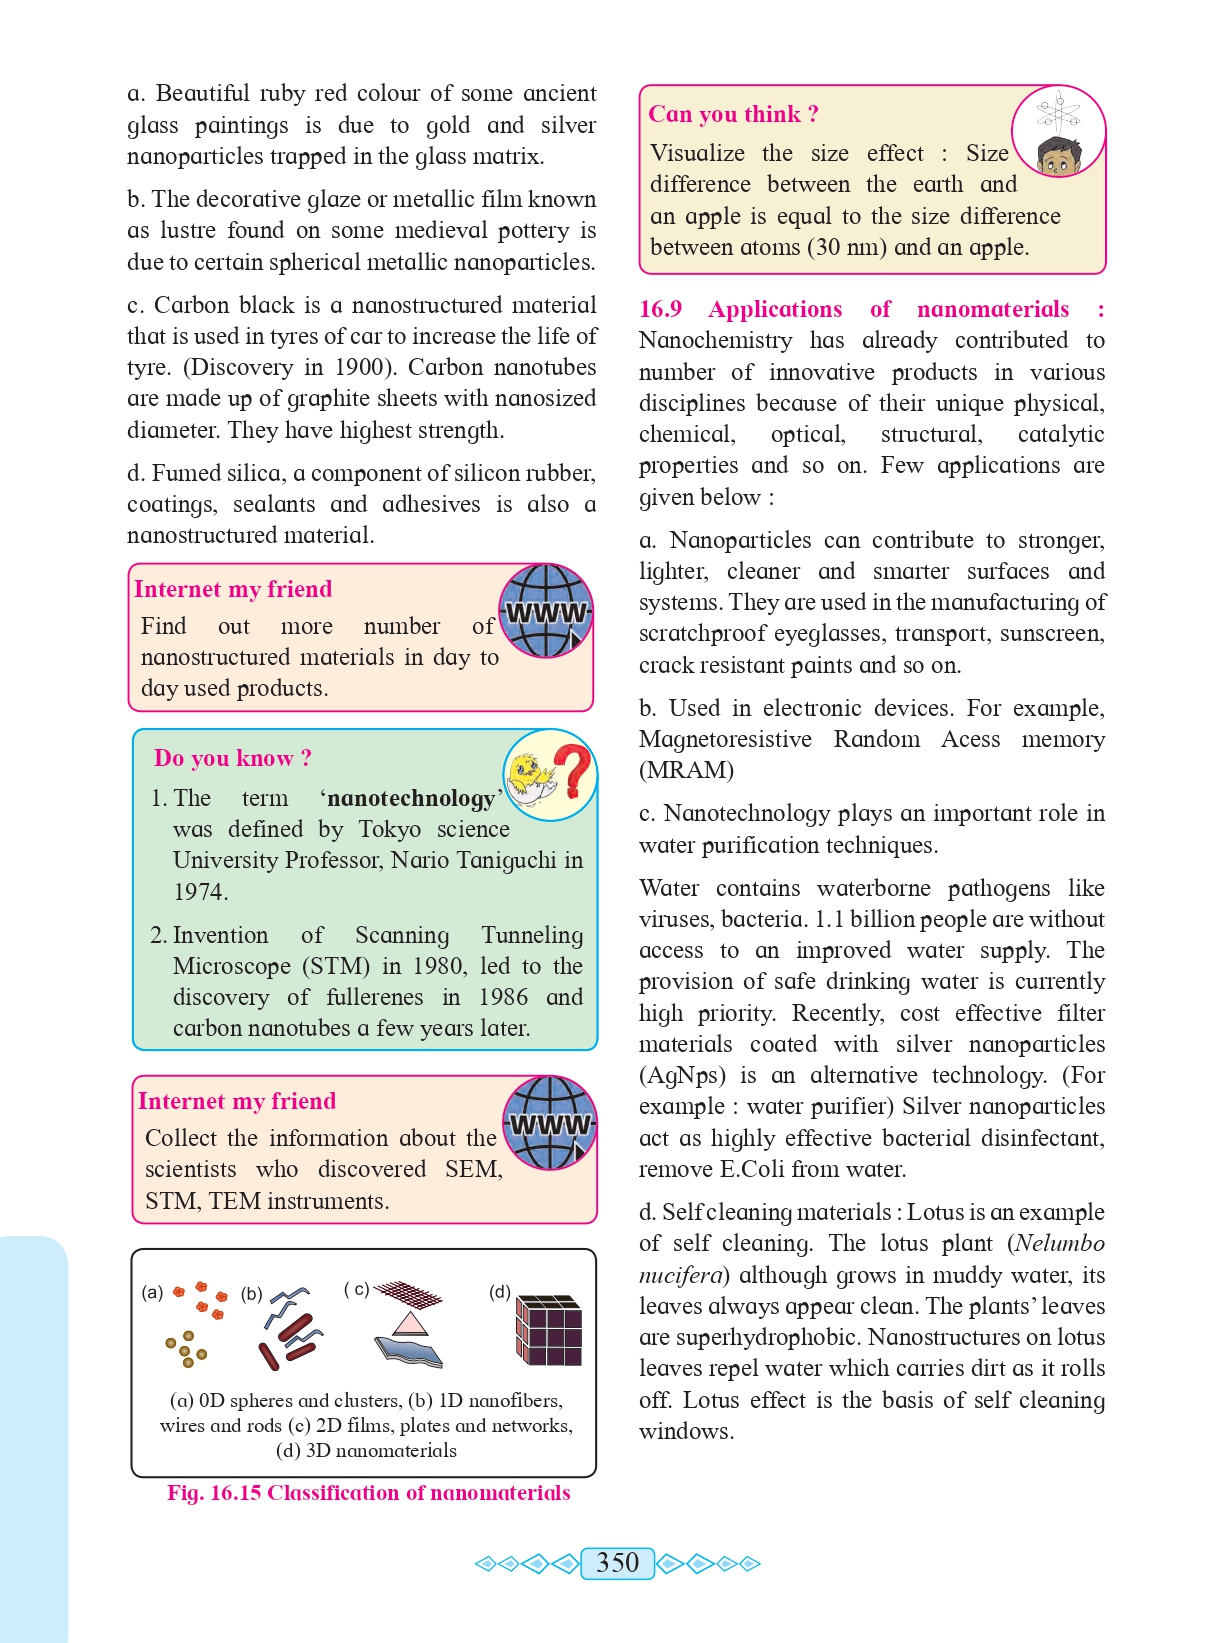 a. Beautiful ruby red colour of some ancient
glass paintings is due to gold and silver
nanoparticles trapped in the glass matrix.
b. The decorative glaze or metallic film known
as lustre found on some medieval pottery is
due to certain spherical metallic nanoparticles.
c. Carbon black is a nanostructured material
that is used in tyres of car to increase the life of
tyre. (Discovery in 1900). Carbon nanotubes
are made up of graphite sheets with nanosized
diameter. They have highest strength.
d. Fumed silica, a component of silicon rubber,
coatings, sealants and adhesives is also a
nanostructured material.
Internet my friend
WWW
Find out more number of
nanostructured materials in day to
day used products.
Do you know ?
1. The term ‘nanotechnology’
was defined by Tokyo science
University Professor, Nario Taniguchi in
1974.
2. Invention of Scanning Tunneling
Microscope (STM) in 1980, led to the
discovery of fullerenes in 1986 and
carbon nanotubes a few years later.
Internet my friend
WWW
Collect the information about the
scientists who discovered SEM,
STM, TEM instruments.
(a) (b) ( c) (d)
(a) 0D spheres and clusters, (b) 1D nanofibers,
wires and rods (c) 2D films, plates and networks,
(d) 3D nanomaterials
Fig. 16.15 Classification of nanomaterials
Can you think ?
Visualize the size effect : Size
difference between the earth and
an apple is equal to the size difference
between atoms (30 nm) and an apple.
16.9 Applications of nanomaterials :
Nanochemistry has already contributed to
number of innovative products in various
disciplines because of their unique physical,
chemical, optical, structural, catalytic
properties and so on. Few applications are
given below :
a. Nanoparticles can contribute to stronger,
lighter, cleaner and smarter surfaces and
systems. They are used in the manufacturing of
scratchproof eyeglasses, transport, sunscreen,
crack resistant paints and so on.
b. Used in electronic devices. For example,
Magnetoresistive Random Acess memory
(MRAM)
c. Nanotechnology plays an important role in
water purification techniques.
Water contains waterborne pathogens like
viruses, bacteria. 1.1 billion people are without
access to an improved water supply. The
provision of safe drinking water is currently
high priority. Recently, cost effective filter
materials coated with silver nanoparticles
(AgNps) is an alternative technology. (For
example : water purifier) Silver nanoparticles
act as highly effective bacterial disinfectant,
remove E.Coli from water.
d. Self cleaning materials : Lotus is an example
of self cleaning. The lotus plant (Nelumbo
nucifera) although grows in muddy water, its
leaves always appear clean. The plants’ leaves
are superhydrophobic. Nanostructures on lotus
leaves repel water which carries dirt as it rolls
off. Lotus effect is the basis of self cleaning
windows.
350